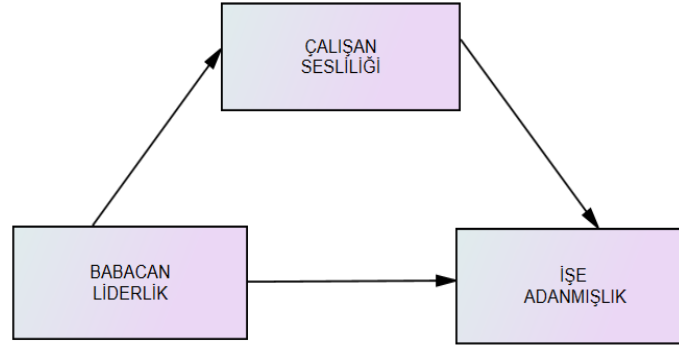 ÇALIŞAN
SESLİLİĞİ
BABACAN
LİDERLİK
İŞE
ADANMIŞLIK